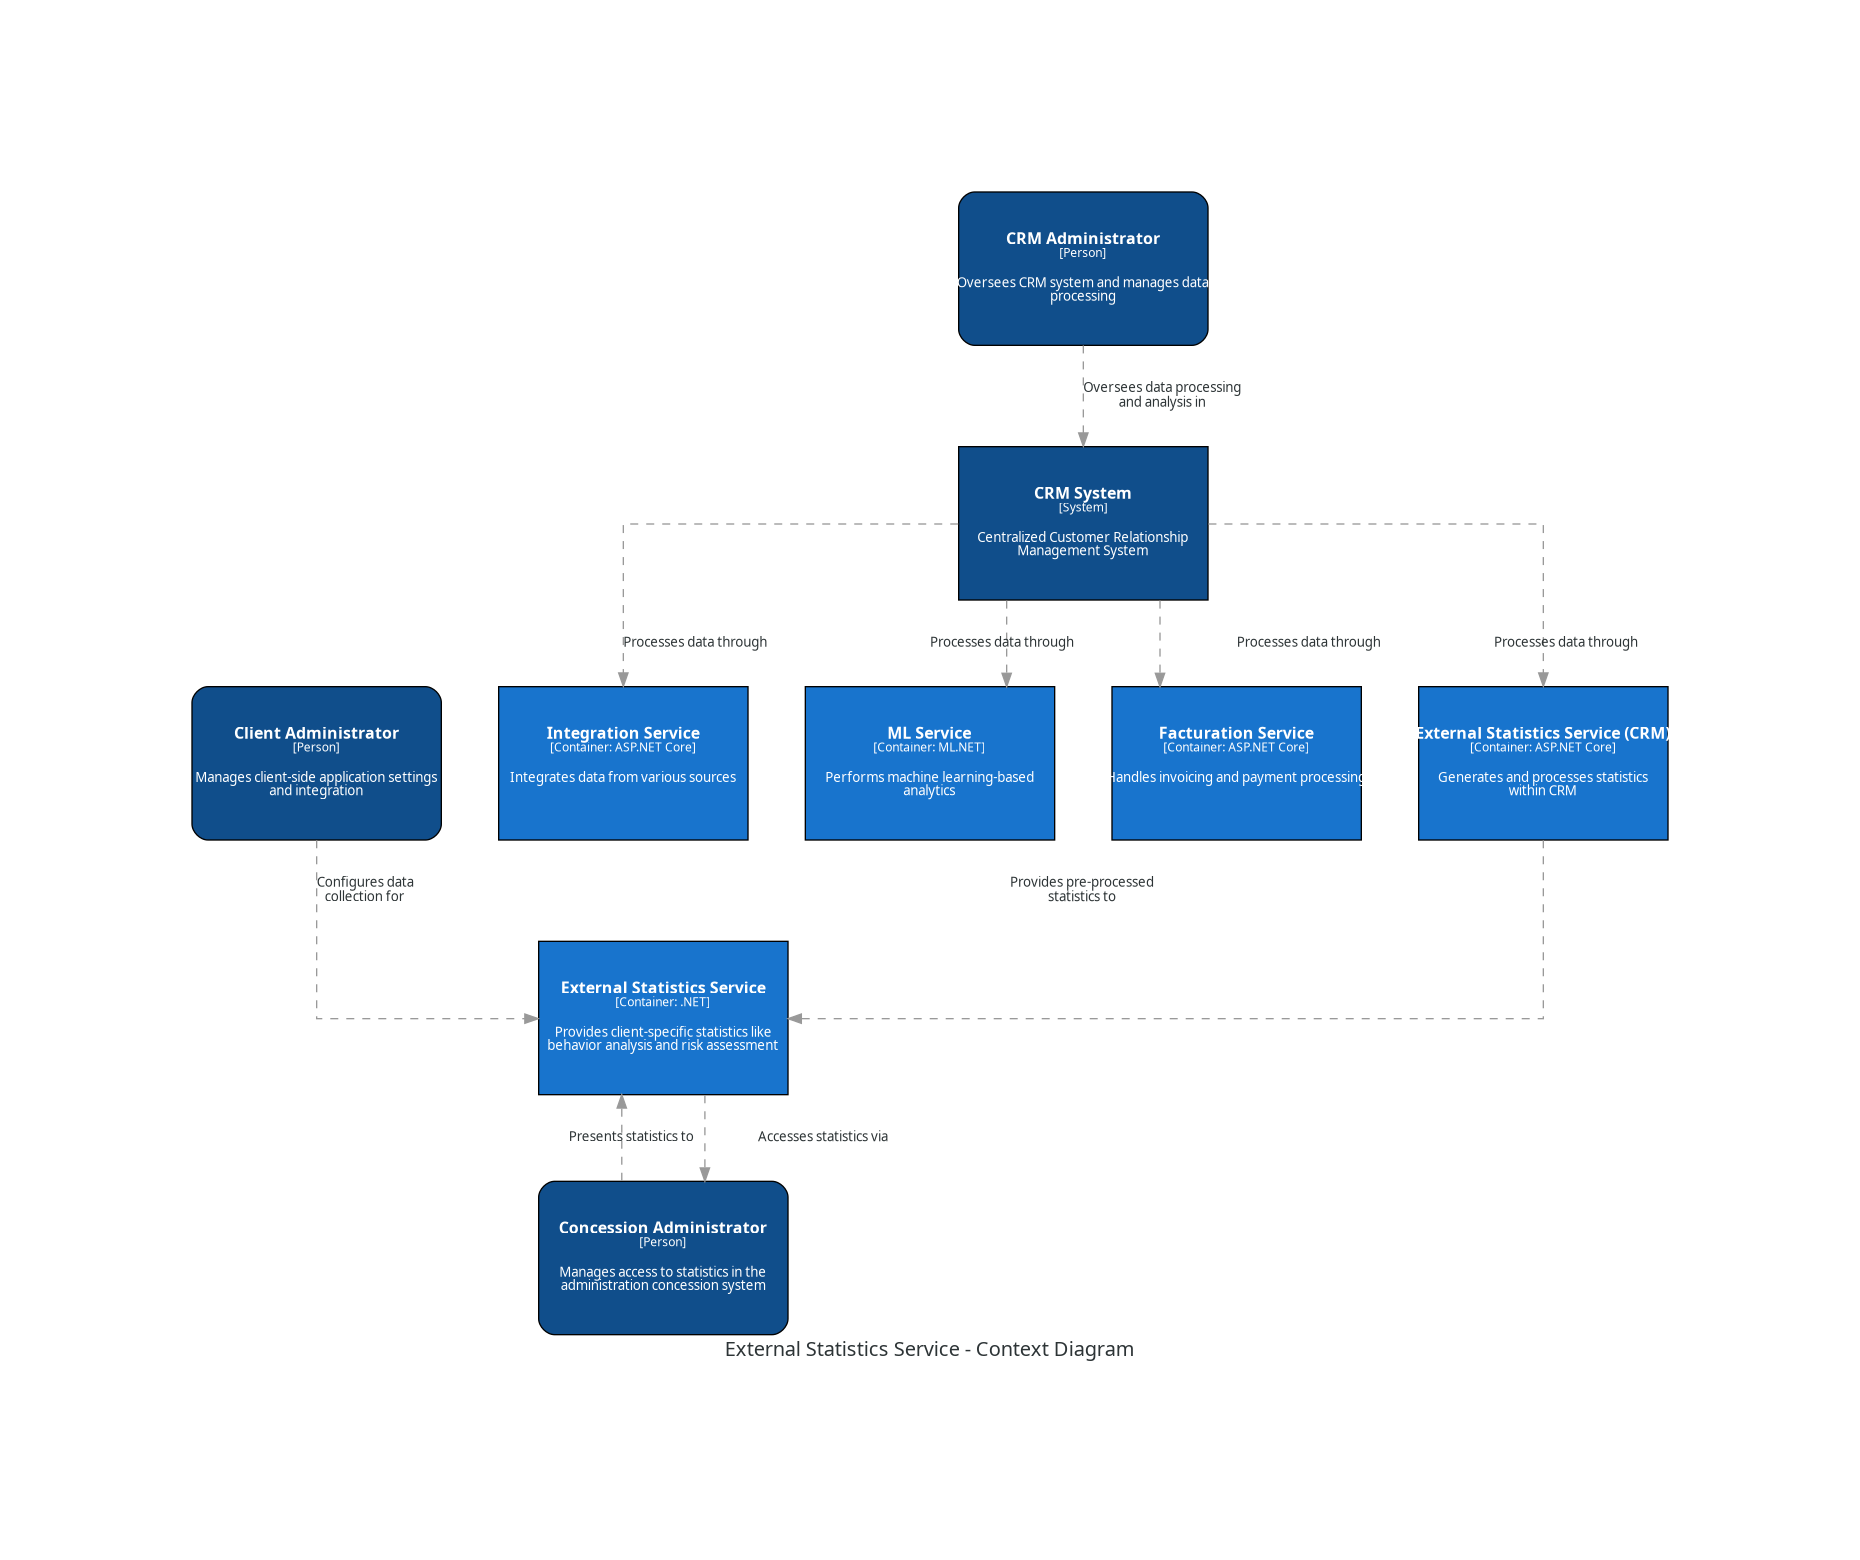 CRM Administrator
[Person]
Oversees CRM system and manages data
processing
Oversees data processing
and analysis in
CRM System
[System]
Centralized Customer Relationship
Management System
Processes data through
Processes data through
Processes data through
Processes data through
Client Administrator
[Person]
Manages client-side application settings
and integration
Integration Service
[Container: ASP.NET Core]
Integrates data from various sources
ML Service
[Container: ML.NET]
Performs machine learning-based
analytics
Facturation Service
[Container: ASP.NET Core]
Handles invoicing and payment processing
External Statistics Service (CRM)
[Container: ASP.NET Core]
Generates and processes statistics
within CRM
Configures data
collection for
Provides pre-processed
statistics to
External Statistics Service
[Container: .NET]
Provides client-specific statistics like
behavior analysis and risk assessment
Presents statistics to
Accesses statistics via
Concession Administrator
[Person]
Manages access to statistics in the
administration concession system
External Statistics Service - Context Diagram